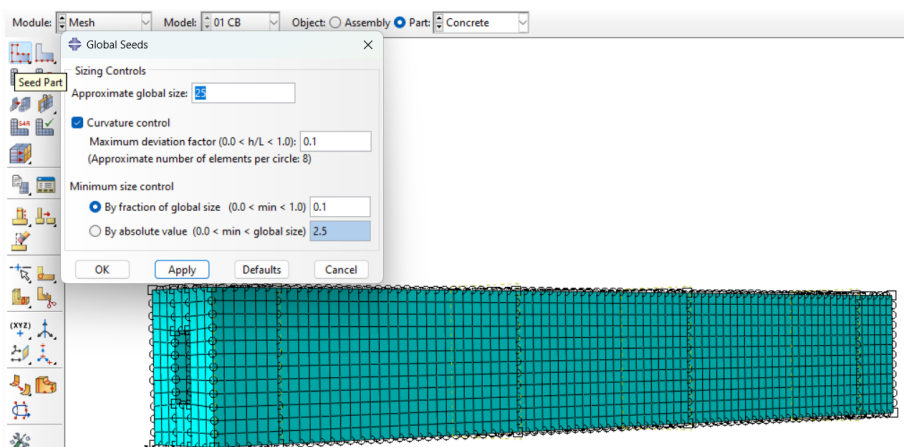 Module: Mesh Model: 01 CB Object: Assembly Part: Concrete
Global Seeds
Sizing Controls
Seed Part
Approximate global size: 25
S4R
Curvature control
Maximum deviation factor (0.0 < h/L < 1.0): 0.1
(Approximate number of elements per circle: 8)
Minimum size control
By fraction of global size (0.0 < min < 1.0) 0.1
By absolute value (0.0 < min < global size) 2.5
OK Apply Defaults Cancel
(XYZ)